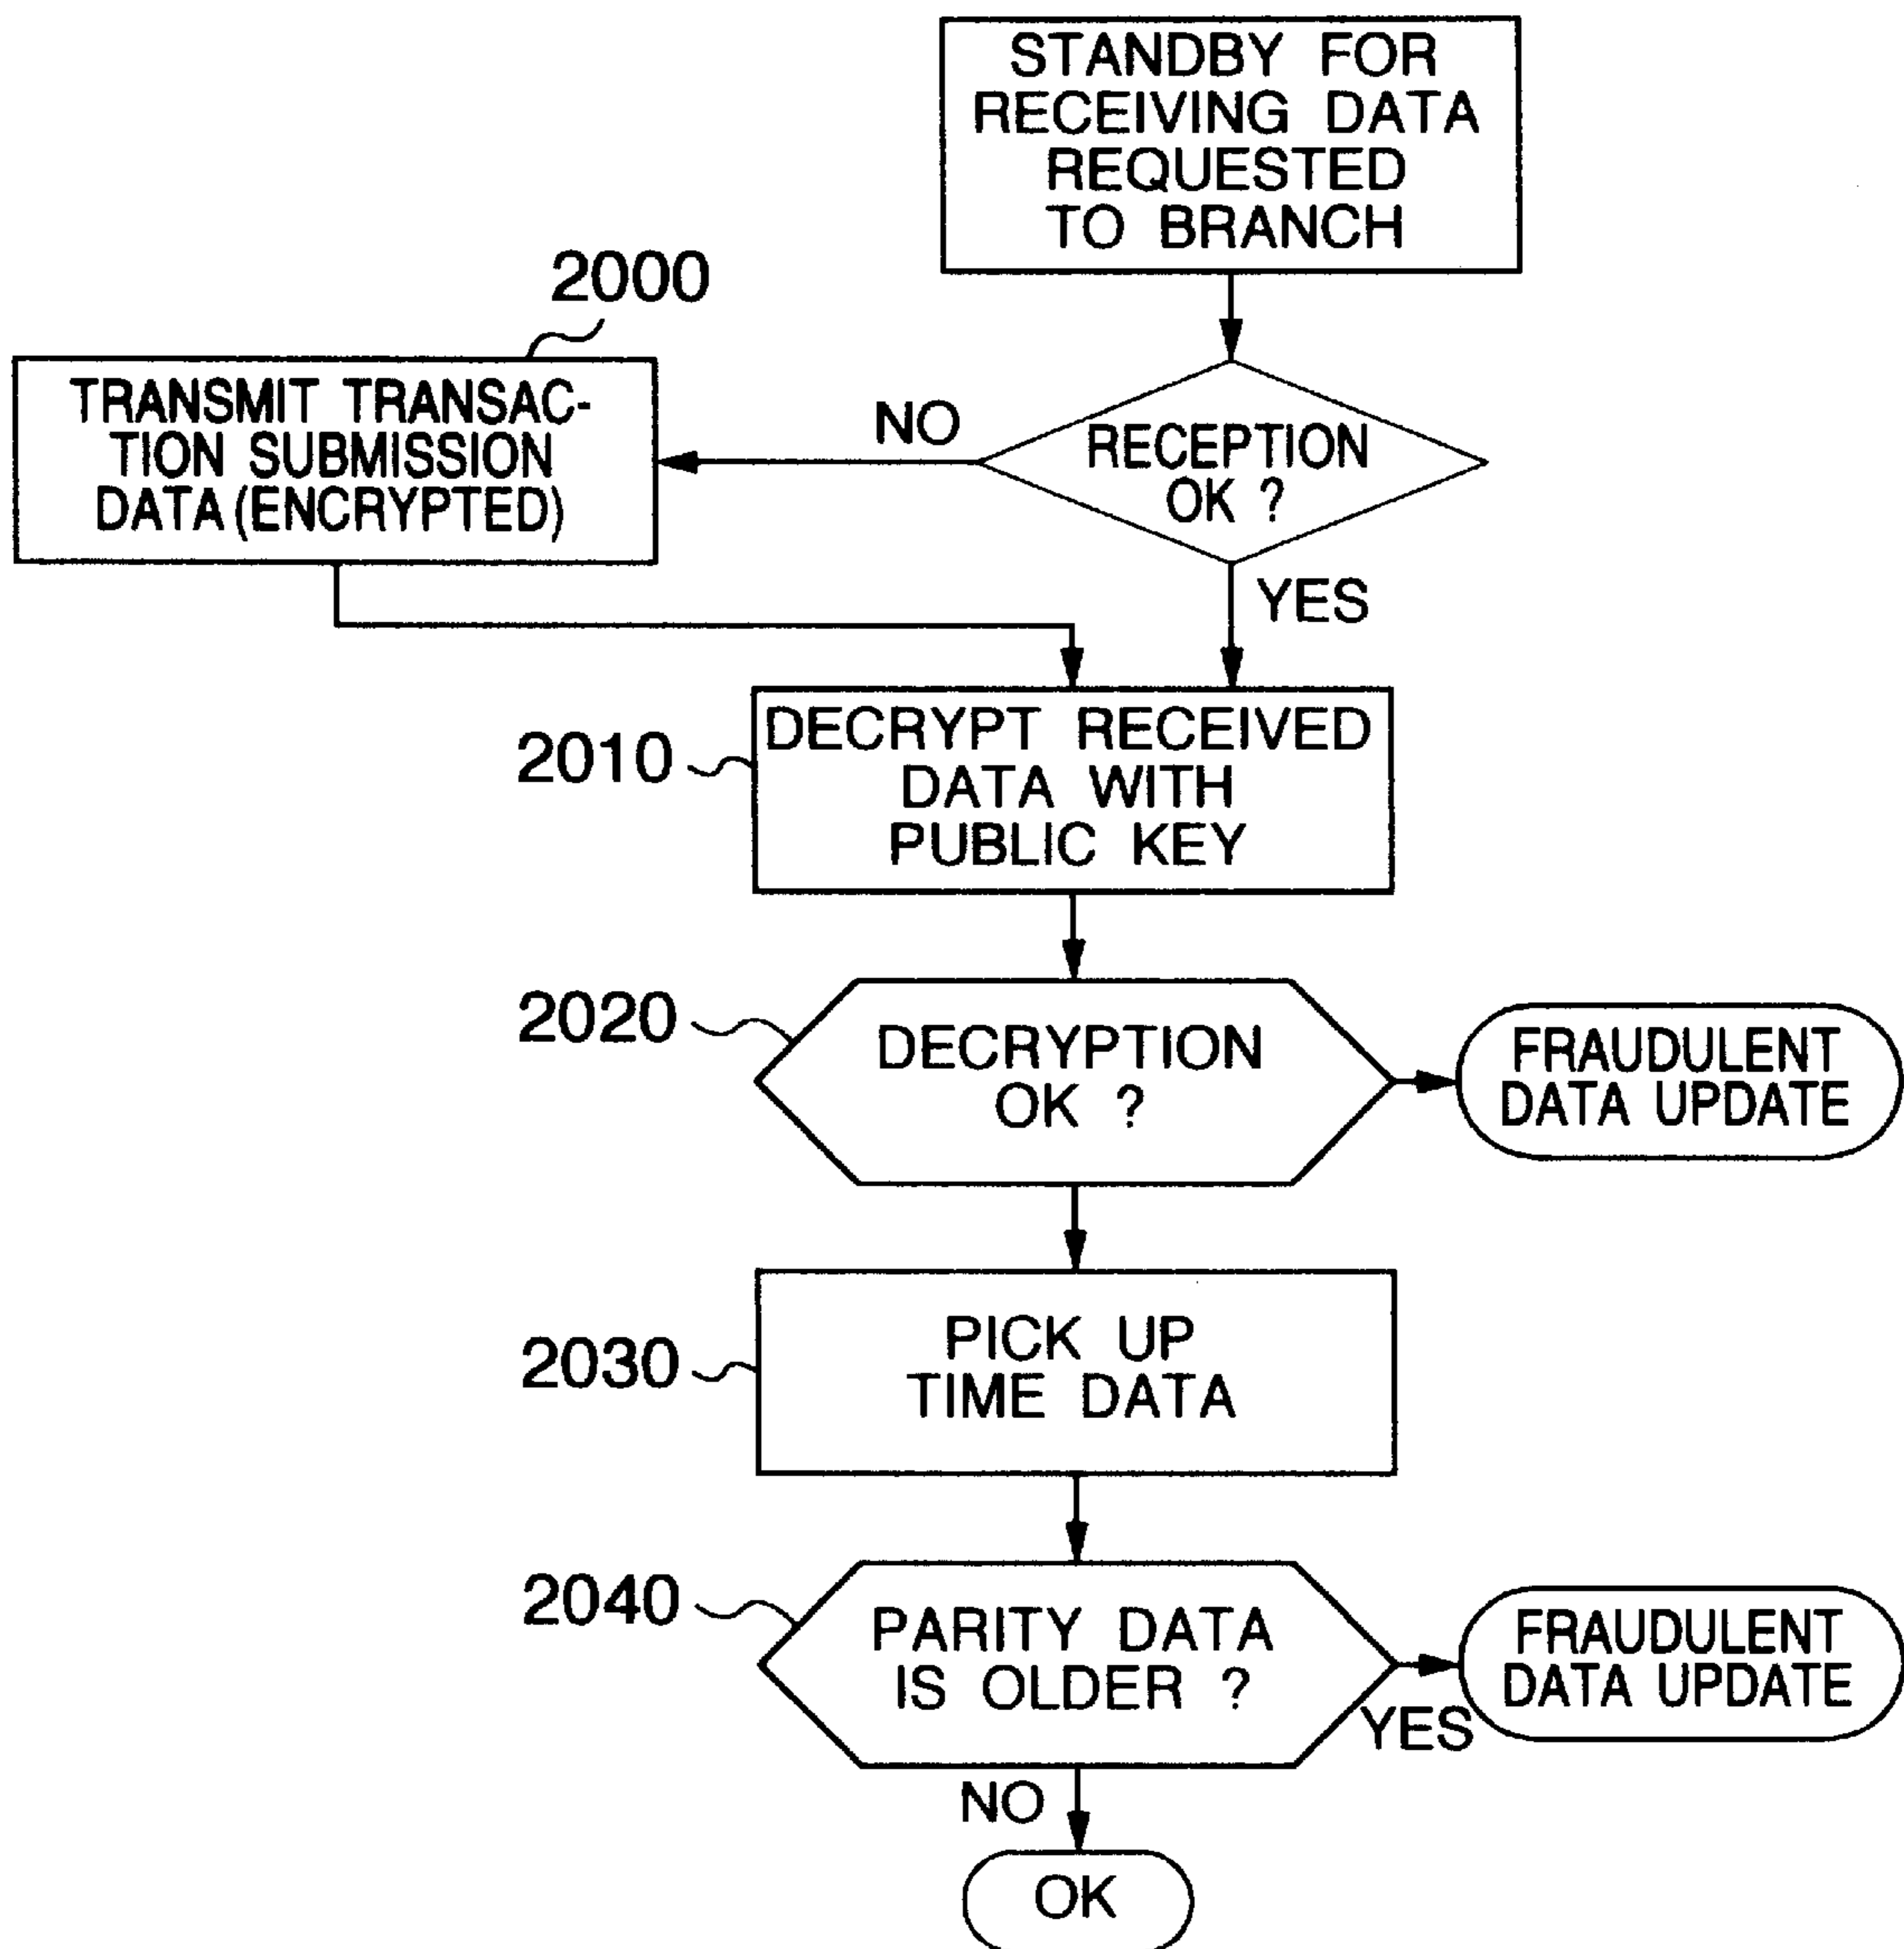 STANDBY FOR
RECEIVING DATA
REQUESTED
TO BRANCH
2000
TRANSMIT TRANSAC-
TION SUBMISSION
DATA (ENCRYPTED)
NO
RECEPTION
OK ?
YES
2010
DECRYPT RECEIVED
DATA WITH
PUBLIC KEY
2020
DECRYPTION
OK ?
FRAUDULENT
DATA UPDATE
2030
PICK UP
TIME DATA
2040
PARITY DATA
IS OLDER ?
YES
FRAUDULENT
DATA UPDATE
NO
OK